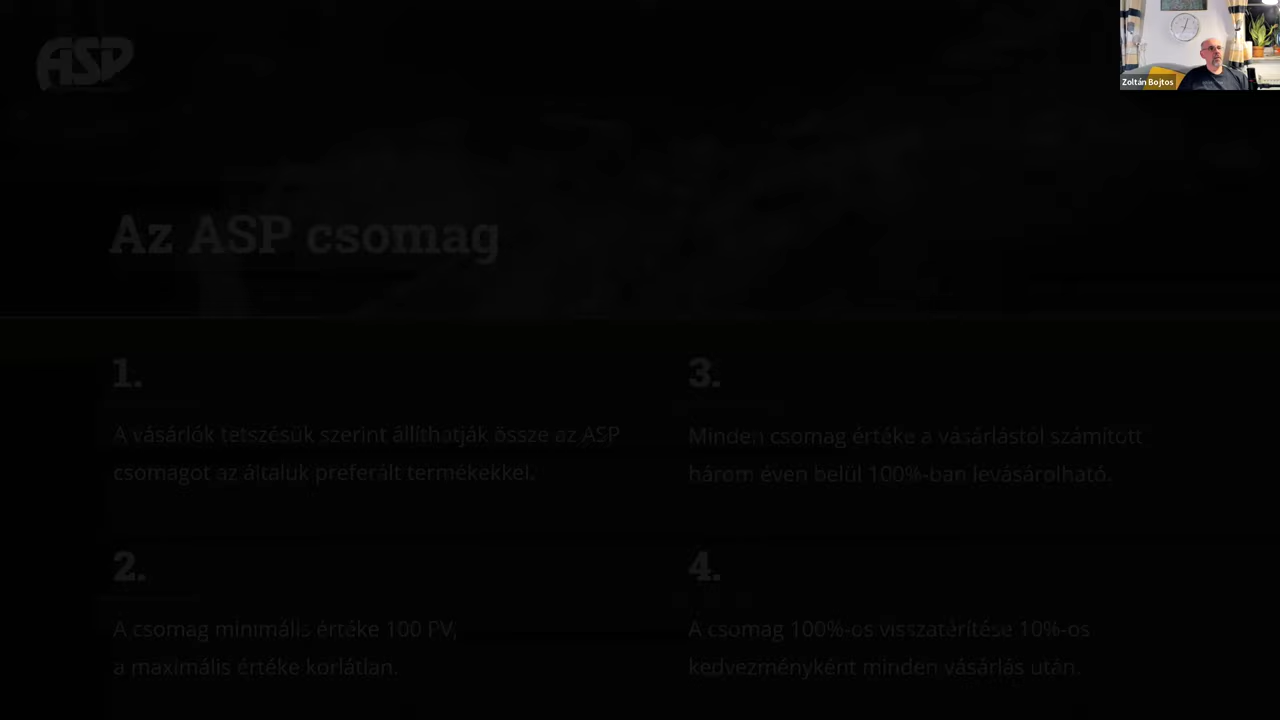 ASP
Zoltán Bojtos
Az ASP csomag
1.
A vásárlók tetszésük szerint állíthatják össze az ASP
csomagot az általuk preferált termékekkel.
2.
A csomag minimális értéke 100 PV,
a maximális értéke korlátlan.
3.
Minden csomag értéke a vásárlástól számított
három éven belül 100%-ban levásárolható.
4.
A csomag 100%-os visszatérítése 10%-os
kedvezményként minden vásárlás után.